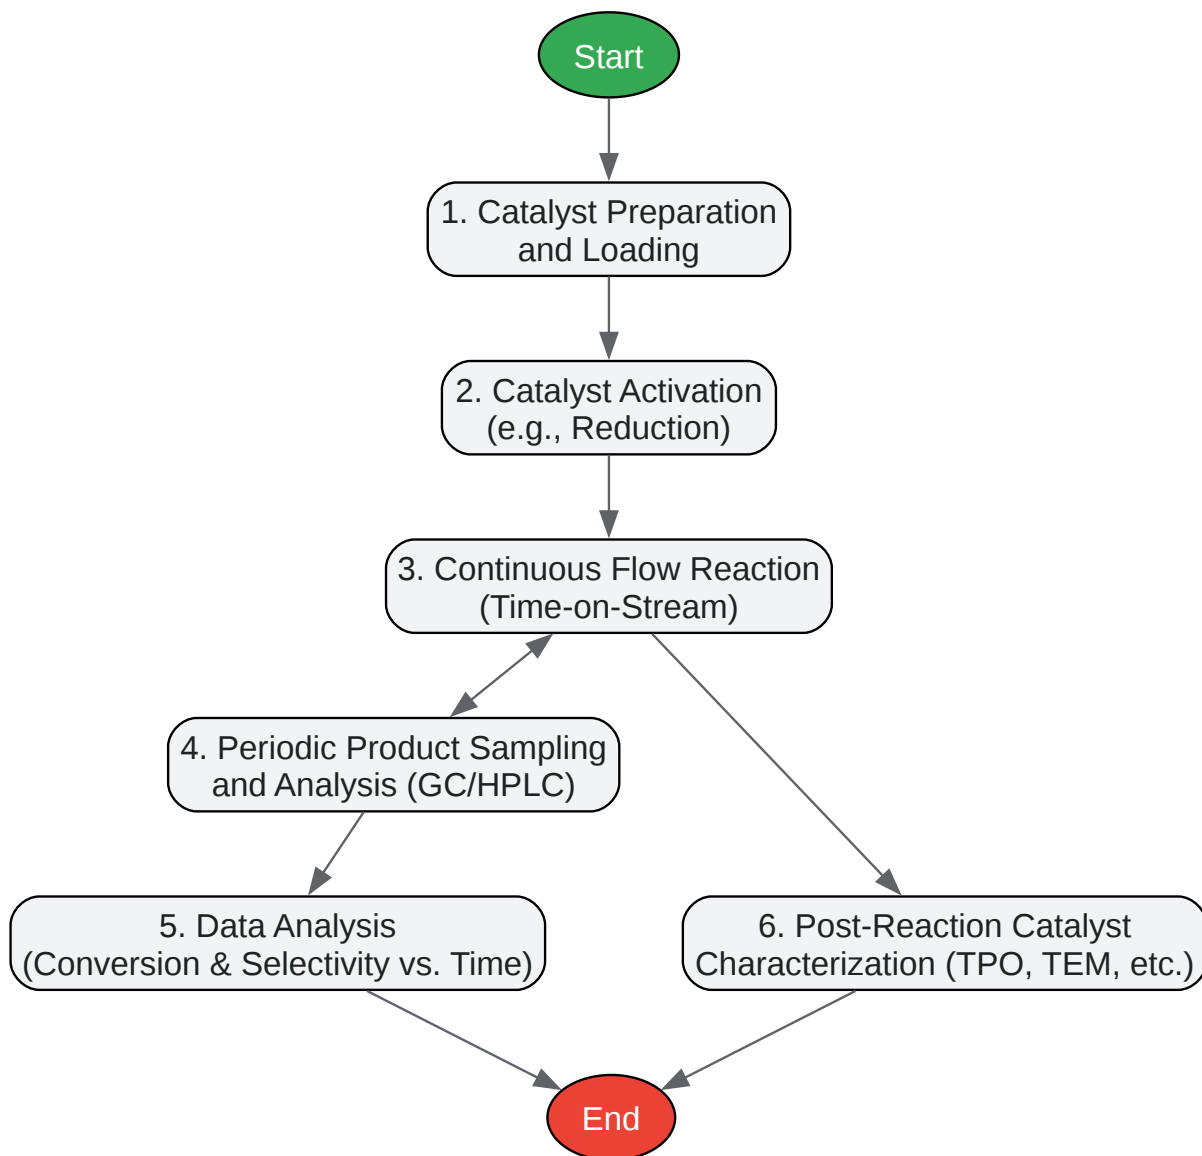 Start
1. Catalyst Preparation
and Loading
2. Catalyst Activation
(e.g., Reduction)
3. Continuous Flow Reaction
(Time-on-Stream)
4. Periodic Product Sampling
and Analysis (GC/HPLC)
5. Data Analysis
(Conversion & Selectivity vs. Time)
6. Post-Reaction Catalyst
Characterization (TPO, TEM, etc.)
End